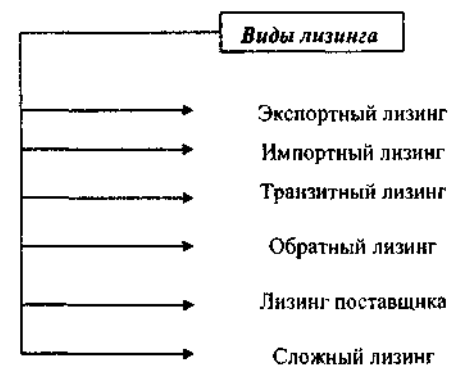 Виды лизинга
Экспортный лизинг
Импортный лизинг
Транзитный лизинг
Обратный лизинг
Лизинг поставщика
Сложный лизинг